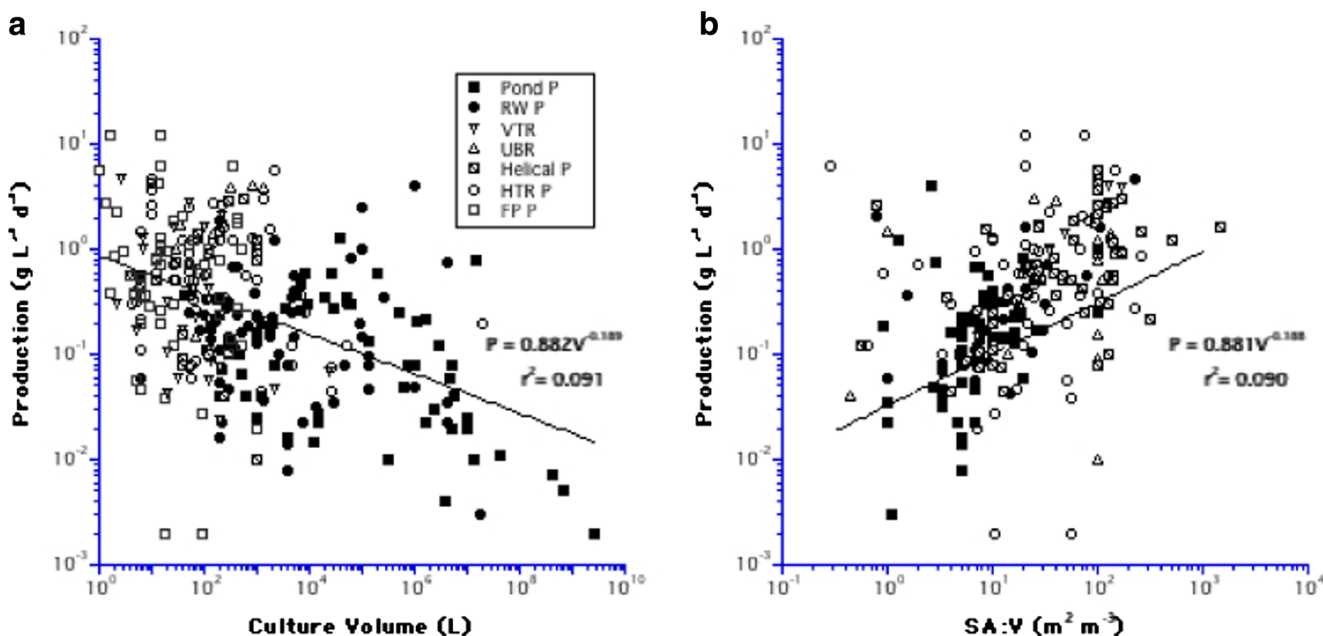 a
b
10²
10¹
10⁰
10⁻¹
10⁻²
10⁻³
Production (g L⁻¹ d⁻¹)
Pond P
RW P
VTR
UBR
Helical P
HTR P
FP P
P = 0.882V⁻⁰·¹⁸⁹
r² = 0.091
10⁰ 10² 10⁴ 10⁶ 10⁸ 10¹⁰
Culture Volume (L)
10²
10¹
10⁰
10⁻¹
10⁻²
10⁻³
Production (g L⁻¹ d⁻¹)
P = 0.881V⁻⁰·¹⁸⁸
r² = 0.090
10⁻¹ 10⁰ 10¹ 10² 10³ 10⁴
SA:V (m² m⁻³)